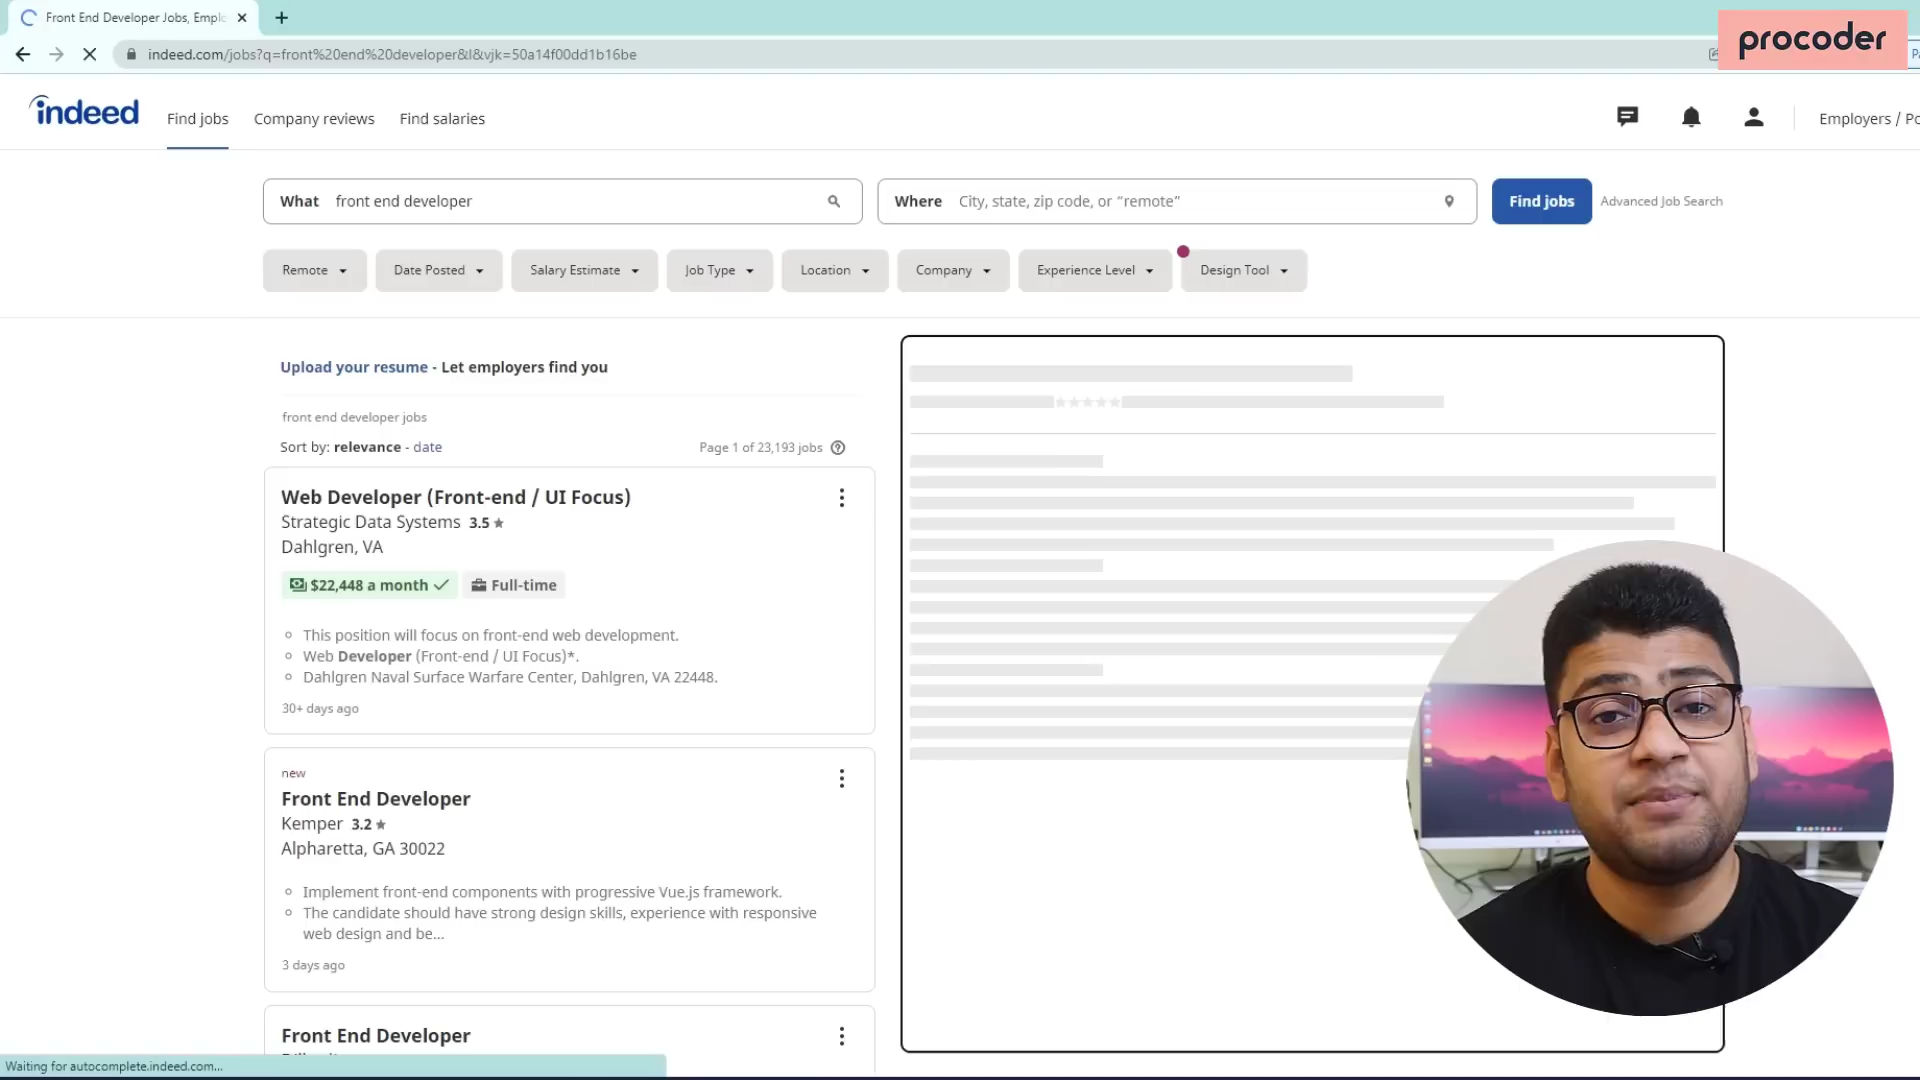 Front End Developer Jobs, Emplo
procoder
indeed.com/jobs?q=front%20end%20developer&l&vjk=50a14f00dd1b16be
indeed
Find jobs
Company reviews
Find salaries
Employers / Po
What front end developer
Where City, state, zip code, or "remote"
Find jobs
Advanced Job Search
Remote
Date Posted
Salary Estimate
Job Type
Location
Company
Experience Level
Design Tool
Upload your resume - Let employers find you
front end developer jobs
Sort by: relevance - date
Page 1 of 23,193 jobs
Web Developer (Front-end / UI Focus)
Strategic Data Systems 3.5
Dahlgren, VA
$22,448 a month
Full-time
This position will focus on front-end web development.
Web Developer (Front-end / UI Focus)*.
Dahlgren Naval Surface Warfare Center, Dahlgren, VA 22448.
30+ days ago
new
Front End Developer
Kemper 3.2
Alpharetta, GA 30022
Implement front-end components with progressive Vue.js framework.
The candidate should have strong design skills, experience with responsive
web design and be...
3 days ago
Front End Developer
Waiting for autocomplete.indeed.com...